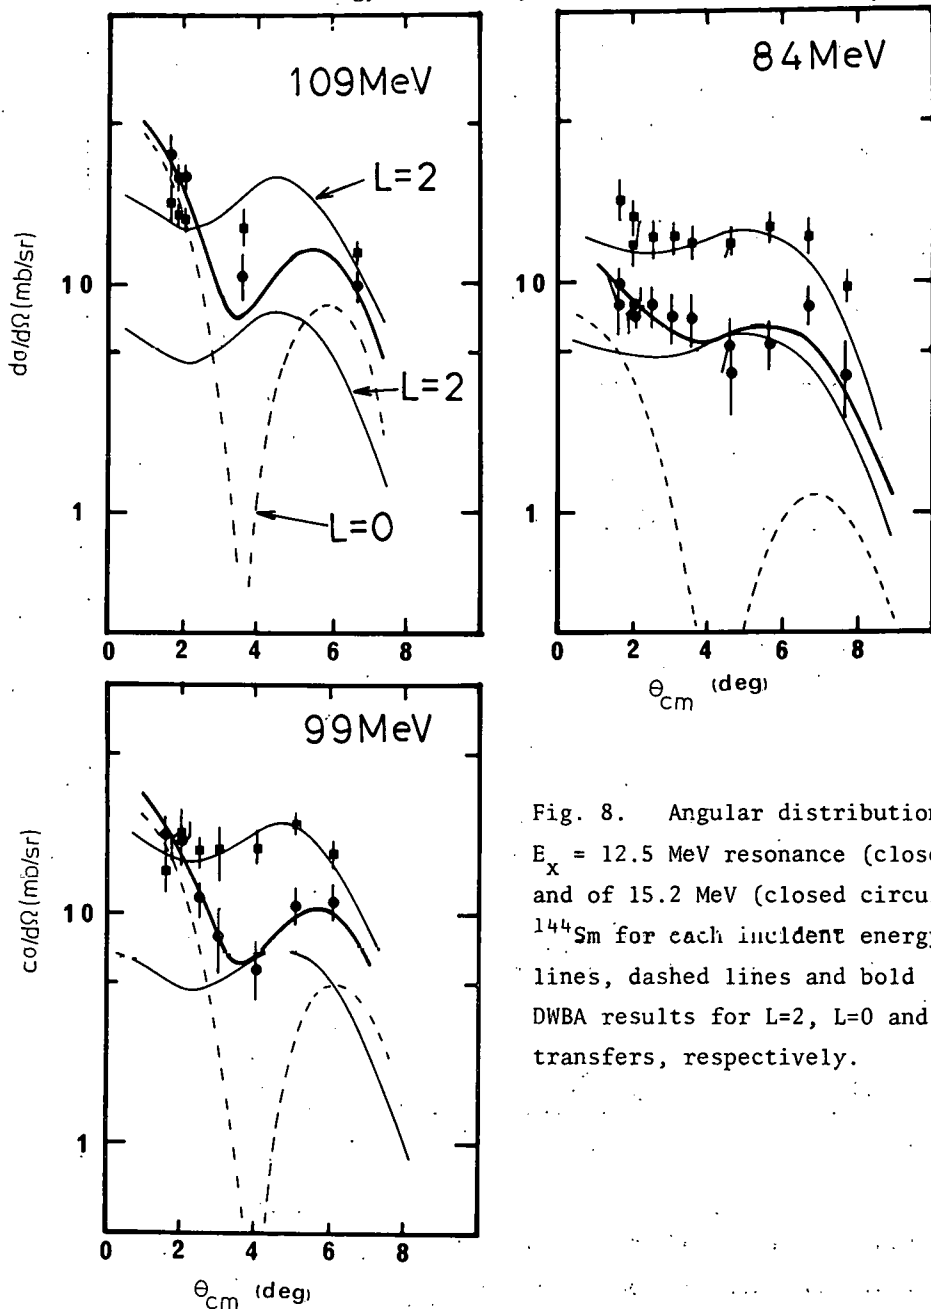 109MeV
L=2
L=2
L=0
10
1
dσ/dΩ(mb/sr)
0 2 4 6 8
84MeV
10
1
0 2 4 6 8
θcm (deg)
99MeV
10
1
cσ/dΩ(mb/sr)
0 2 4 6 8
θcm (deg)
Fig. 8. Angular distribution
Ex = 12.5 MeV resonance (close
and of 15.2 MeV (closed circu
144Sm for each incident energy
lines, dashed lines and bold
DWBA results for L=2, L=0 and
transfers, respectively.